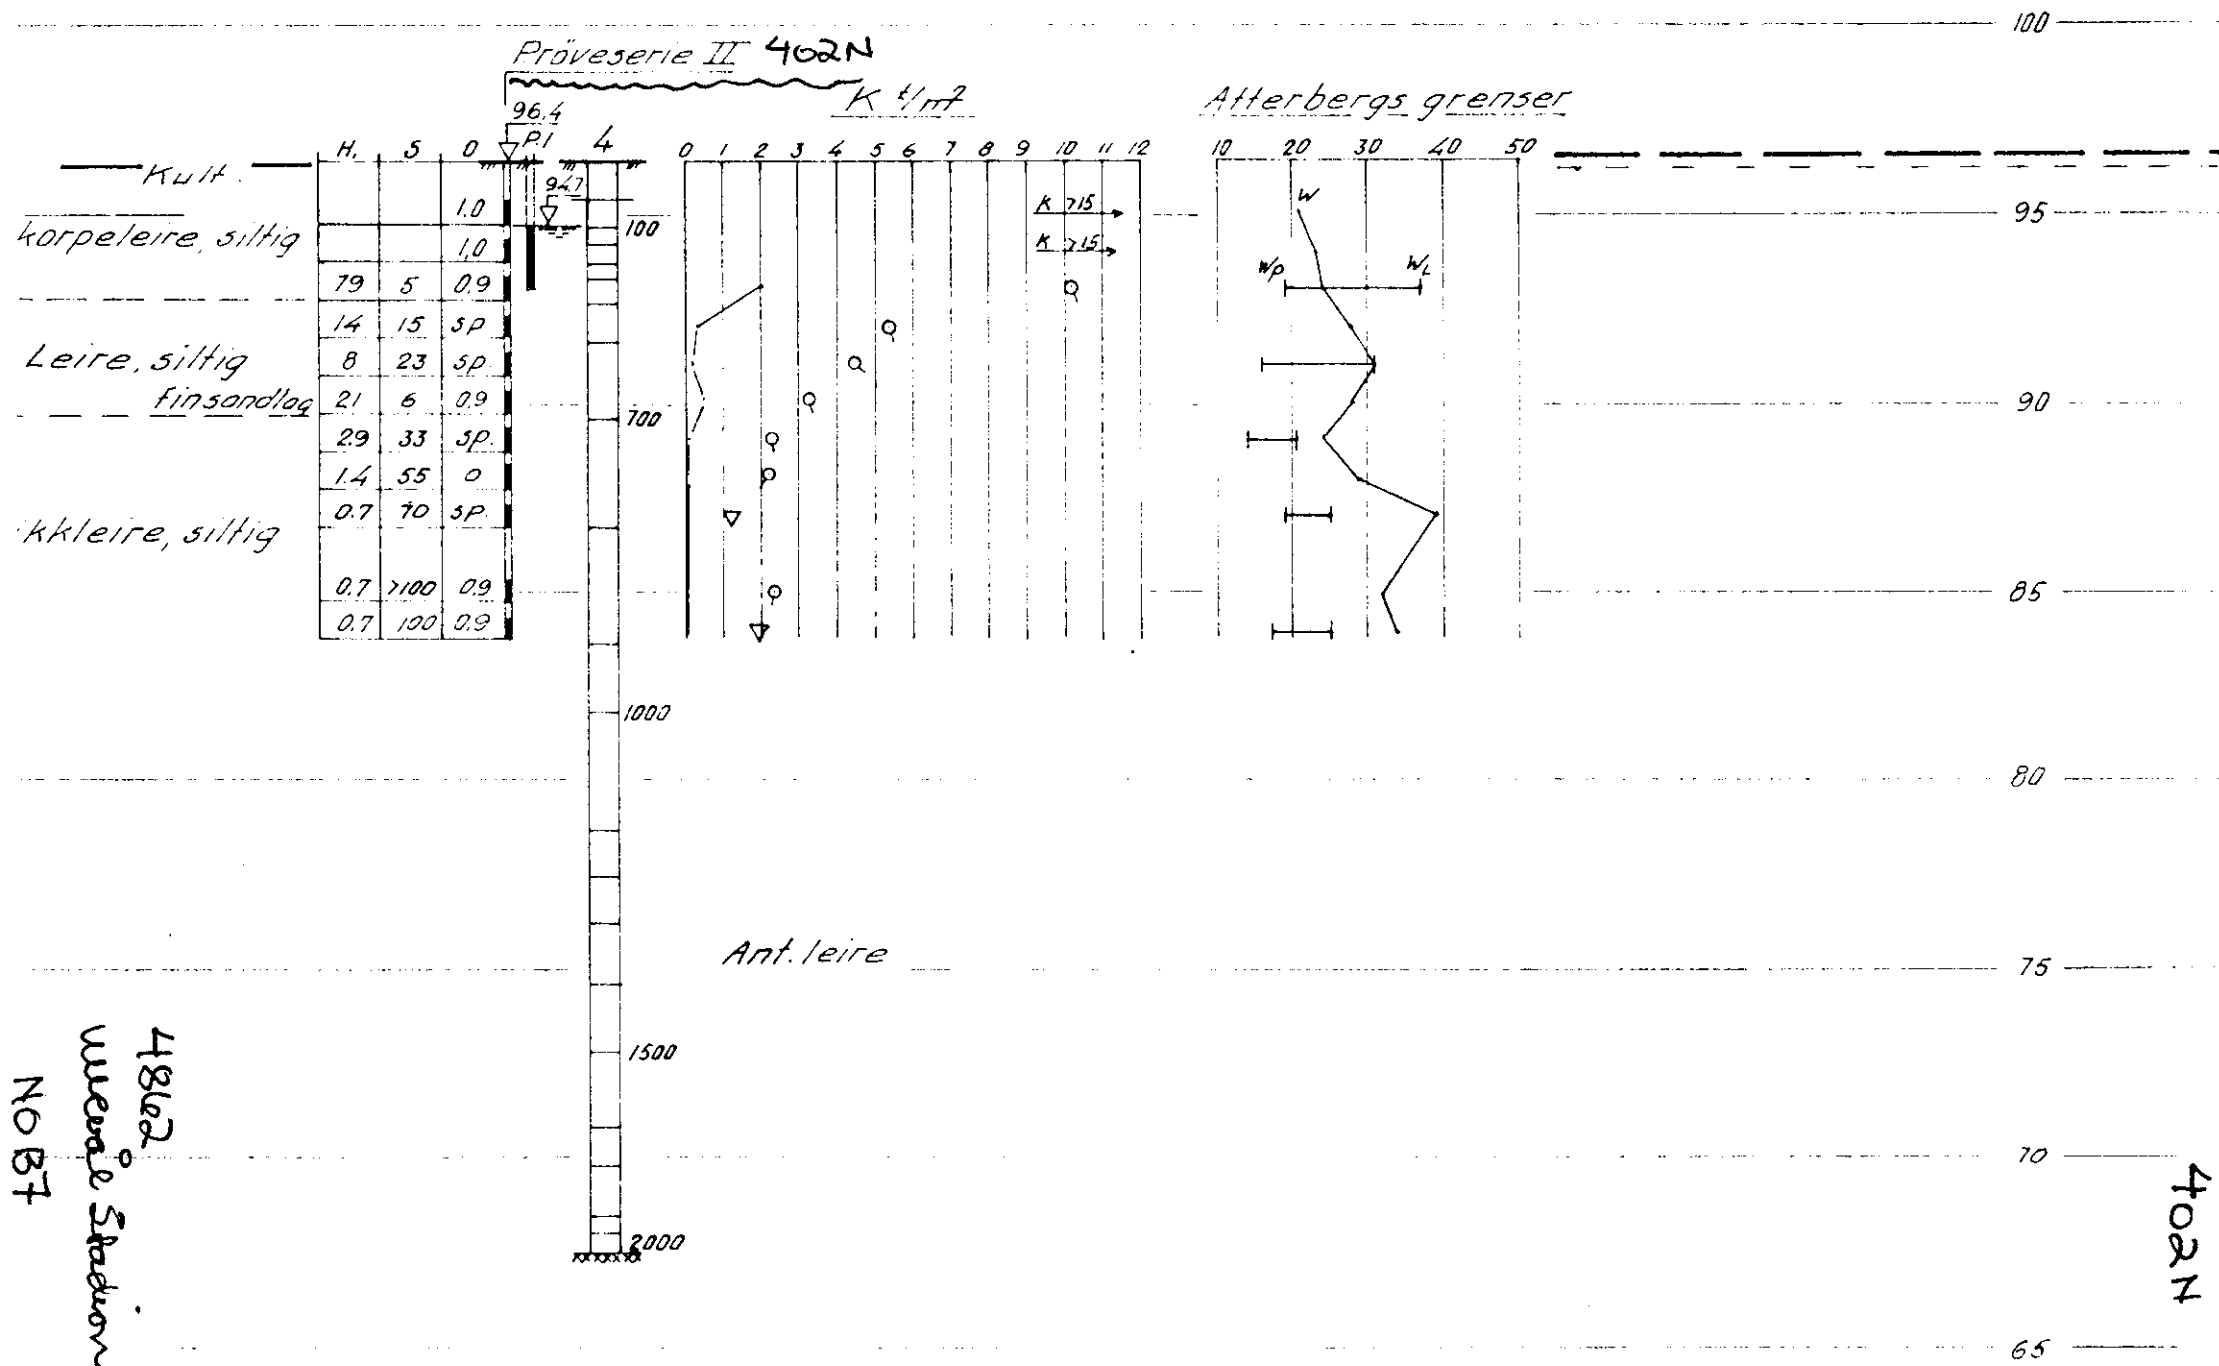 100
Pröveserie II 402N
K t/m²
Atterbergs grenser
96.4
H. S O P.I 4 0 1 2 3 4 5 6 7 8 9 10 11 12 10 20 30 40 50
Kult.
94.7
1.0 K >15 W 95
korpeleire, siltig 100
1,0 K >15
Wp WL
79 5 0.9
14 15 sp
Leire, siltig 8 23 sp.
finsandlag 21 6 0.9 90
700
29 33 sp.
1.4 55 0
0.7 70 sp.
kkleire, siltig
0.7 >100 0.9 85
0.7 100 0.9
1000
80
Ant. leire
75
1500
4862
Ullevål Stadion
NO B7
70
402N
2000
65